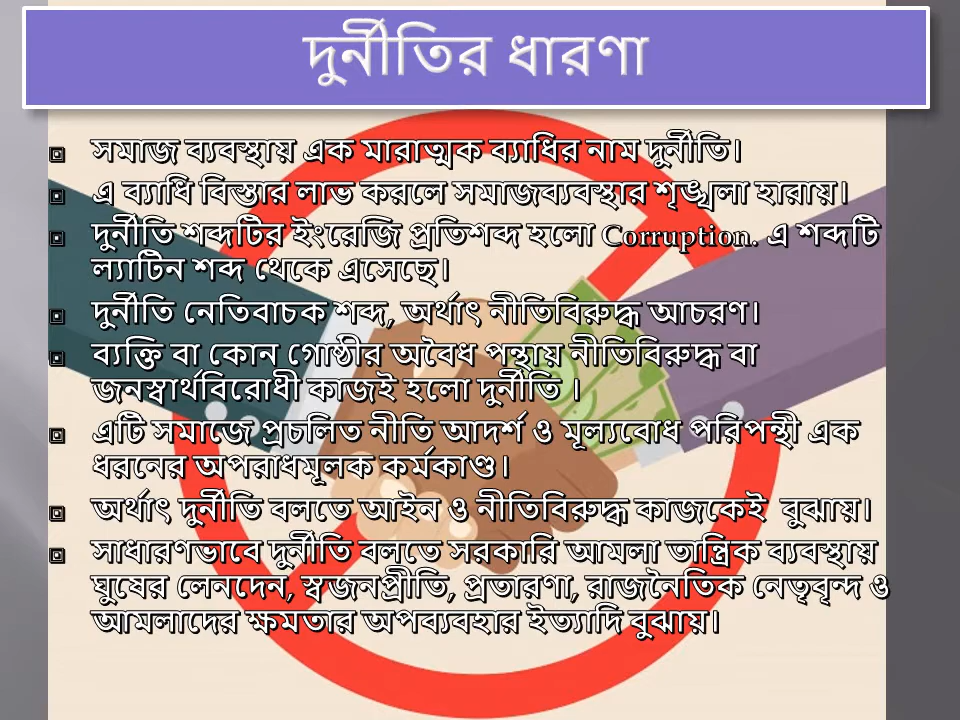 দুর্নীতির ধারণা
সমাজ ব্যবস্থায় এক মারাত্মক ব্যাধির নাম দুর্নীতি।
এ ব্যাধি বিস্তার লাভ করলে সমাজব্যবস্থার শৃঙ্খলা হারায়।
দুর্নীতি শব্দটির ইংরেজি প্রতিশব্দ হলো Corruption. এ শব্দটি
ল্যাটিন শব্দ থেকে এসেছে।
দুর্নীতি নেতিবাচক শব্দ, অর্থাৎ নীতিবিরুদ্ধ আচরণ।
ব্যক্তি বা কোন গোষ্ঠীর অবৈধ পন্থায় নীতিবিরুদ্ধ বা
জনস্বার্থবিরোধী কাজই হলো দুর্নীতি ।
এটি সমাজে প্রচলিত নীতি আদর্শ ও মূল্যবোধ পরিপন্থী এক
ধরনের অপরাধমূলক কর্মকাণ্ড।
অর্থাৎ দুর্নীতি বলতে আইন ও নীতিবিরুদ্ধ কাজকেই বুঝায়।
সাধারণভাবে দুর্নীতি বলতে সরকারি আমলা তান্ত্রিক ব্যবস্থায়
ঘুষের লেনদেন, স্বজনপ্রীতি, প্রতারণা, রাজনৈতিক নেতৃবৃন্দ ও
আমলাদের ক্ষমতার অপব্যবহার ইত্যাদি বুঝায়।